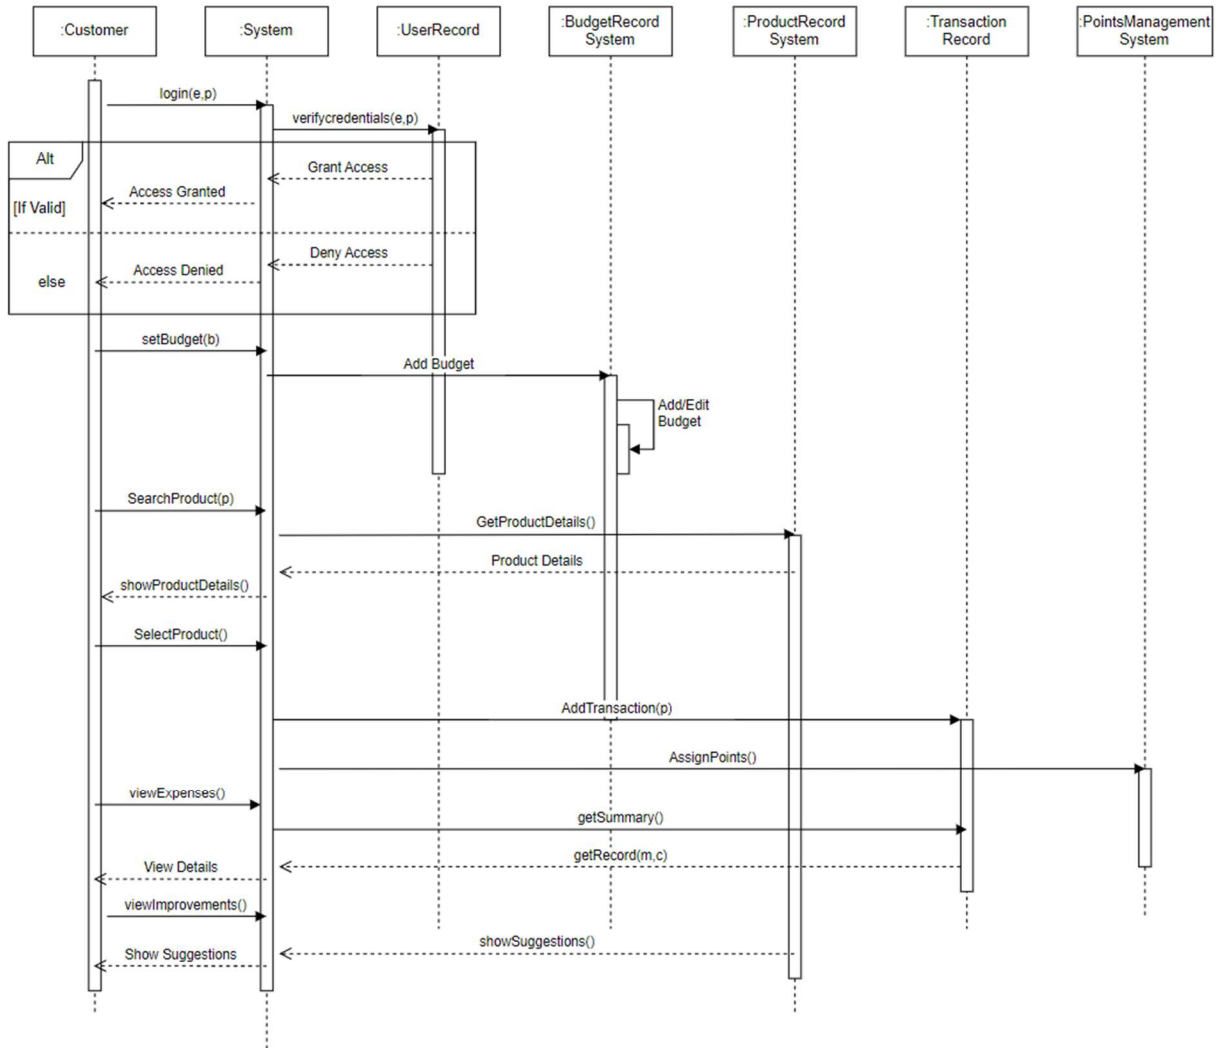 :Customer
:System
:UserRecord
:BudgetRecord
System
:ProductRecord
System
:Transaction
Record
:PointsManagement
System
login(e,p)
verifycredentials(e,p)
Alt
Grant Access
Access Granted
[If Valid]
Deny Access
Access Denied
else
setBudget(b)
Add Budget
Add/Edit
Budget
SearchProduct(p)
GetProductDetails()
Product Details
showProductDetails()
SelectProduct()
AddTransaction(p)
AssignPoints()
viewExpenses()
getSummary()
getRecord(m,c)
View Details
viewImprovements()
showSuggestions()
Show Suggestions